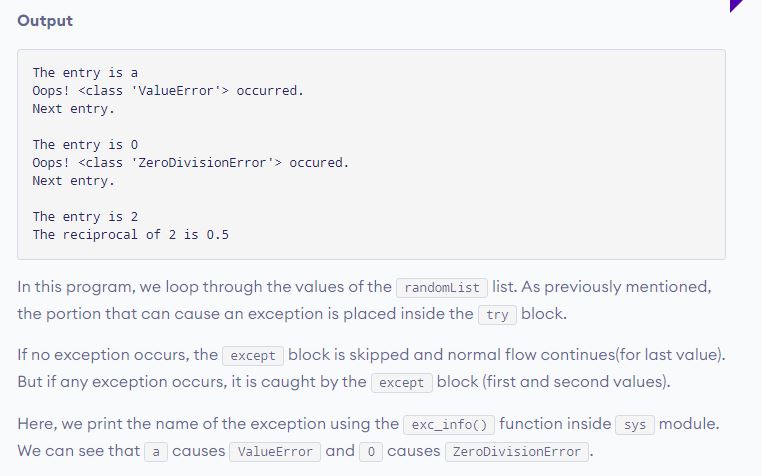 Output
The entry is a
Oops! <class 'ValueError'> occurred.
Next entry.
The entry is 0
Oops! <class 'ZeroDivisionError'> occured.
Next entry.
The entry is 2
The reciprocal of 2 is 0.5
In this program, we loop through the values of the randomList list. As previously mentioned,
the portion that can cause an exception is placed inside the try block.
If no exception occurs, the except block is skipped and normal flow continues(for last value).
But if any exception occurs, it is caught by the except block (first and second values).
Here, we print the name of the exception using the exc_info() function inside sys module.
We can see that a causes ValueError and 0 causes ZeroDivisionError.